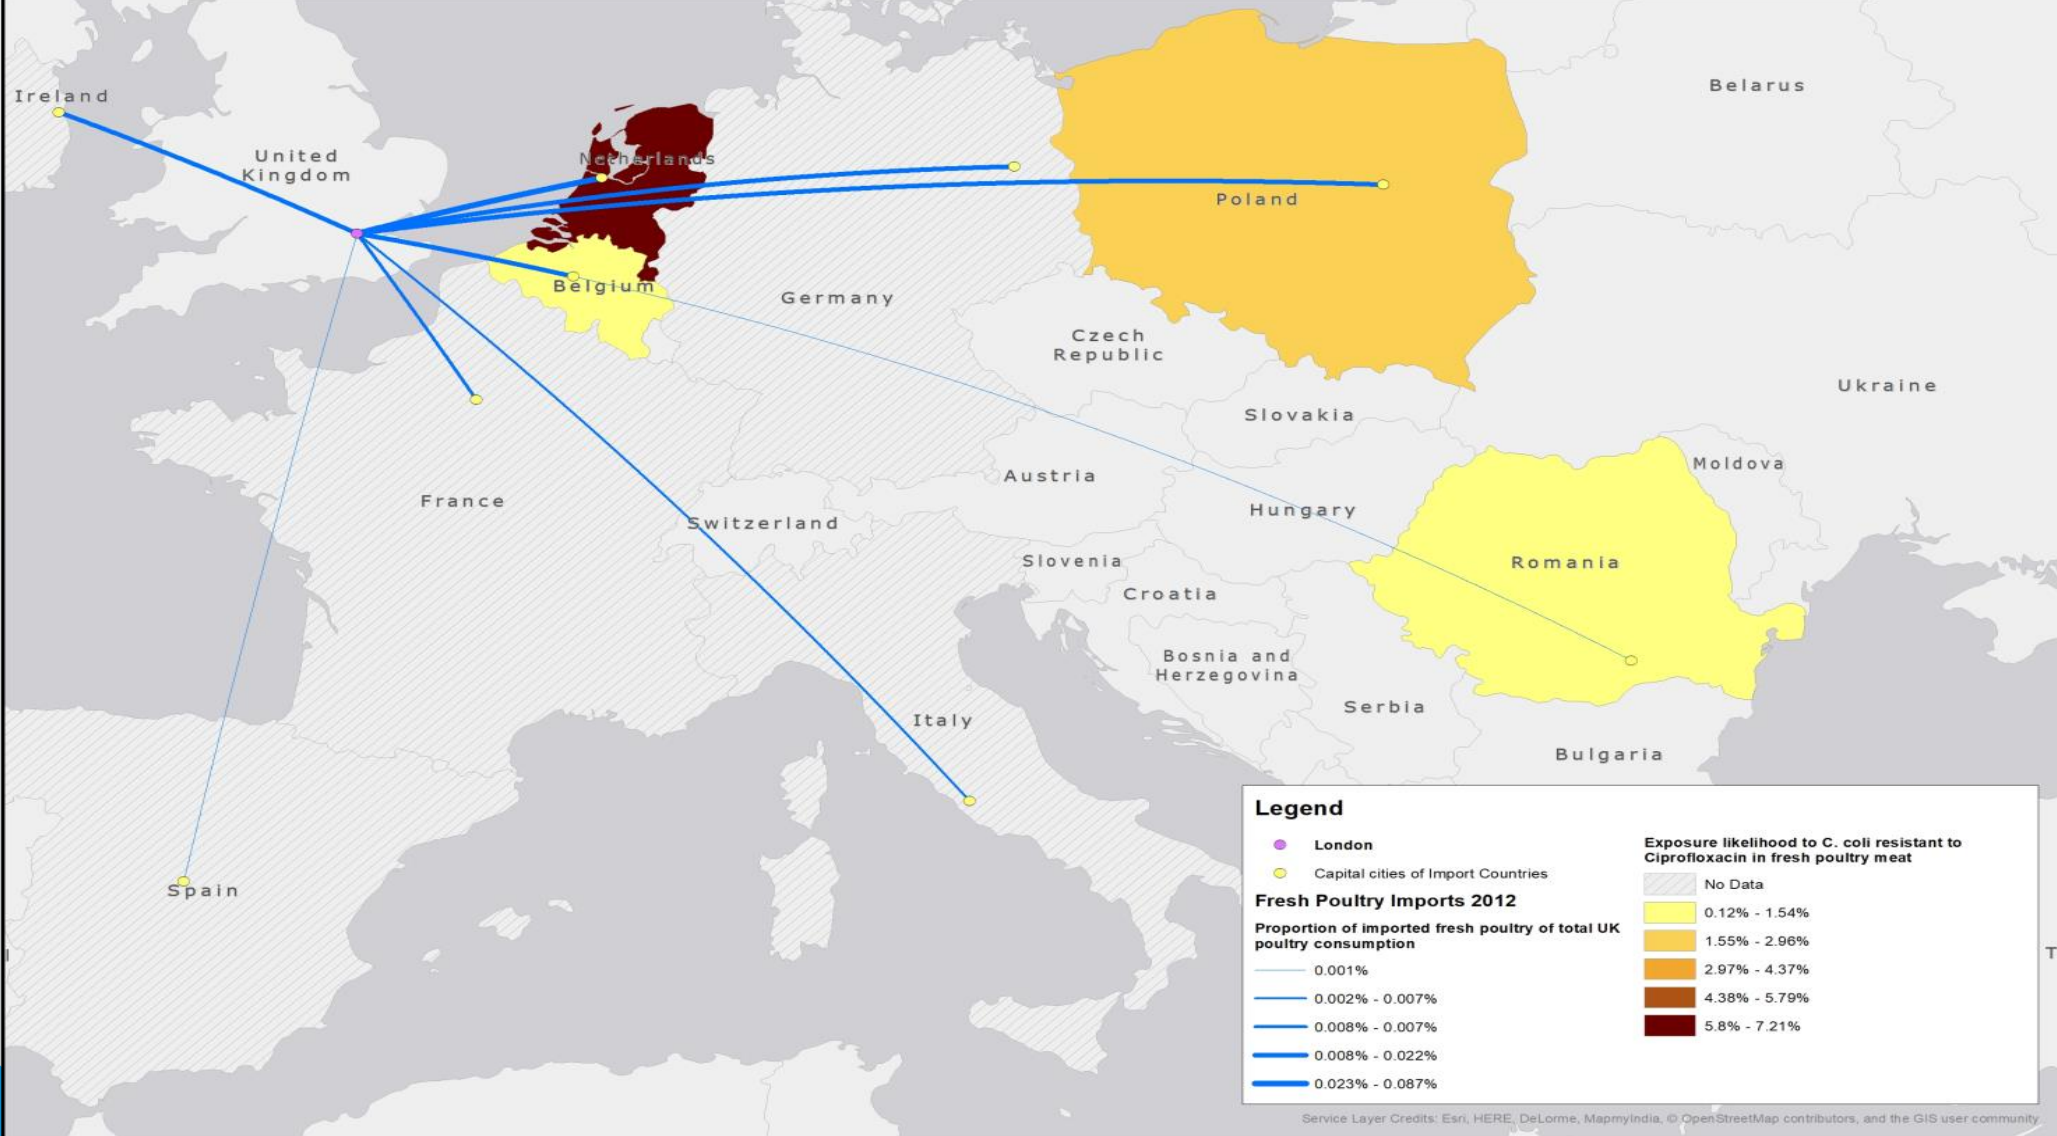 Ireland
United
Kingdom
Netherlands
Belarus
Poland
Belgium
Germany
Czech
Republic
Ukraine
Slovakia
Moldova
Austria
France
Hungary
Switzerland
Slovenia
Romania
Croatia
Bosnia and
Herzegovina
Serbia
Italy
Bulgaria
Spain
T
Legend
London
Capital cities of Import Countries
Fresh Poultry Imports 2012
Proportion of imported fresh poultry of total UK
poultry consumption
0.001%
0.002% - 0.007%
0.008% - 0.007%
0.008% - 0.022%
0.023% - 0.087%
Exposure likelihood to C. coli resistant to
Ciprofloxacin in fresh poultry meat
No Data
0.12% - 1.54%
1.55% - 2.96%
2.97% - 4.37%
4.38% - 5.79%
5.8% - 7.21%
Service Layer Credits: Esri, HERE, DeLorme, MapmyIndia, © OpenStreetMap contributors, and the GIS user community